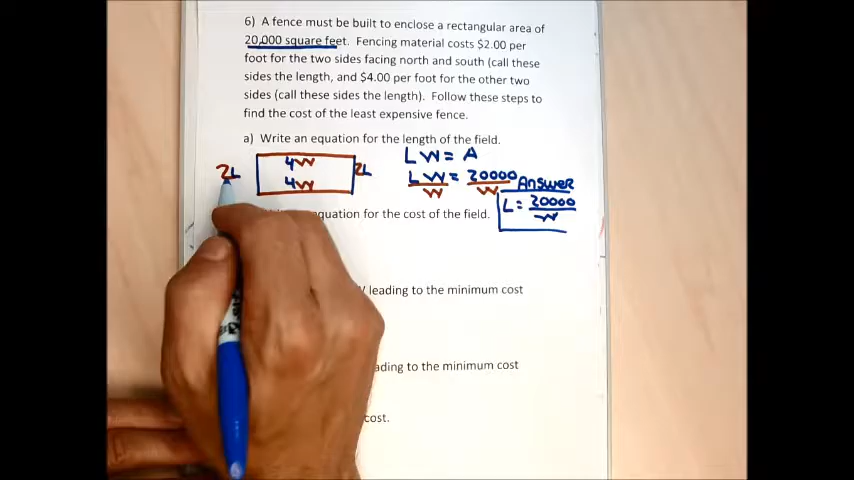 6) A fence must be built to enclose a rectangular area of
20,000 square feet. Fencing material costs $2.00 per
foot for the two sides facing north and south (call these
sides the length, and $4.00 per foot for the other two
sides (call these sides the length). Follow these steps to
find the cost of the least expensive fence.
a) Write an equation for the length of the field.
4W
LW = A
2L
2L
4W
LW = 20000
W
W
Answer
L = 20000
W
equation for the cost of the field.
leading to the minimum cost
leading to the minimum cost
cost.